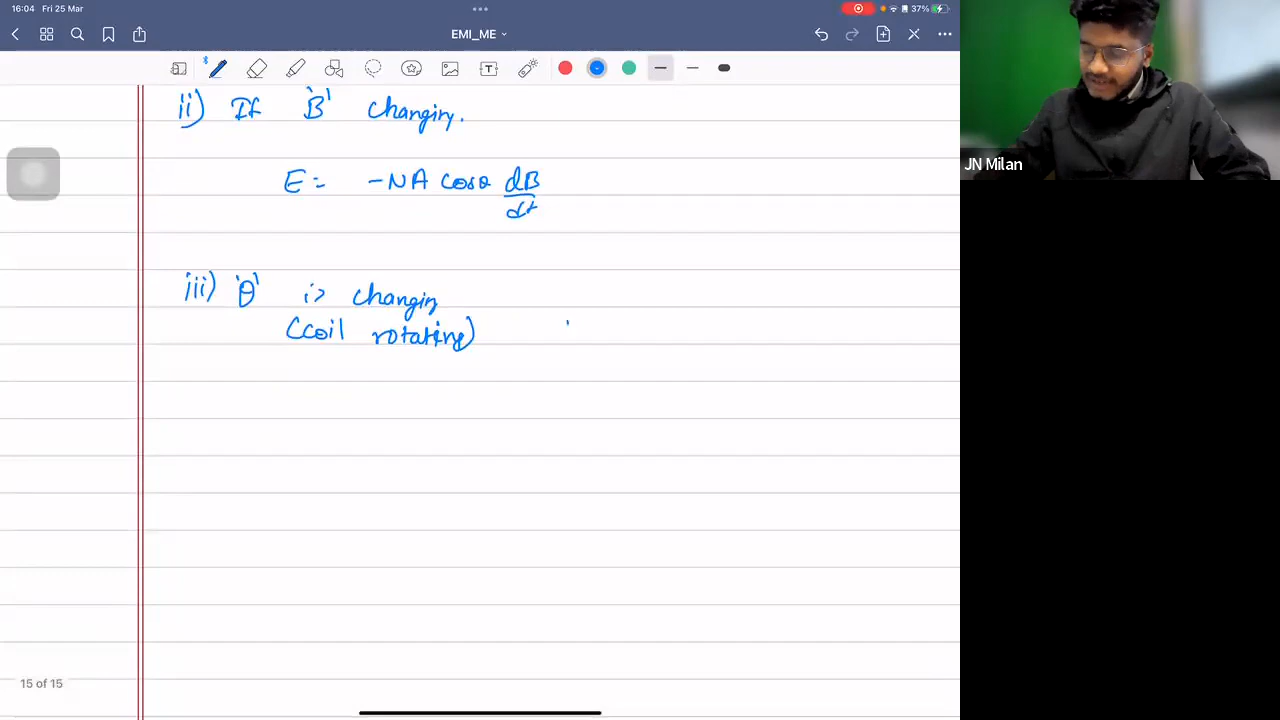 16:04 Fri 25 Mar
37%
EMI_ME
JN Milan
ii) If 'B' changing.
E = -NA cosθ dB/dt
iii) 'θ' is changing
(coil rotating)
15 of 15